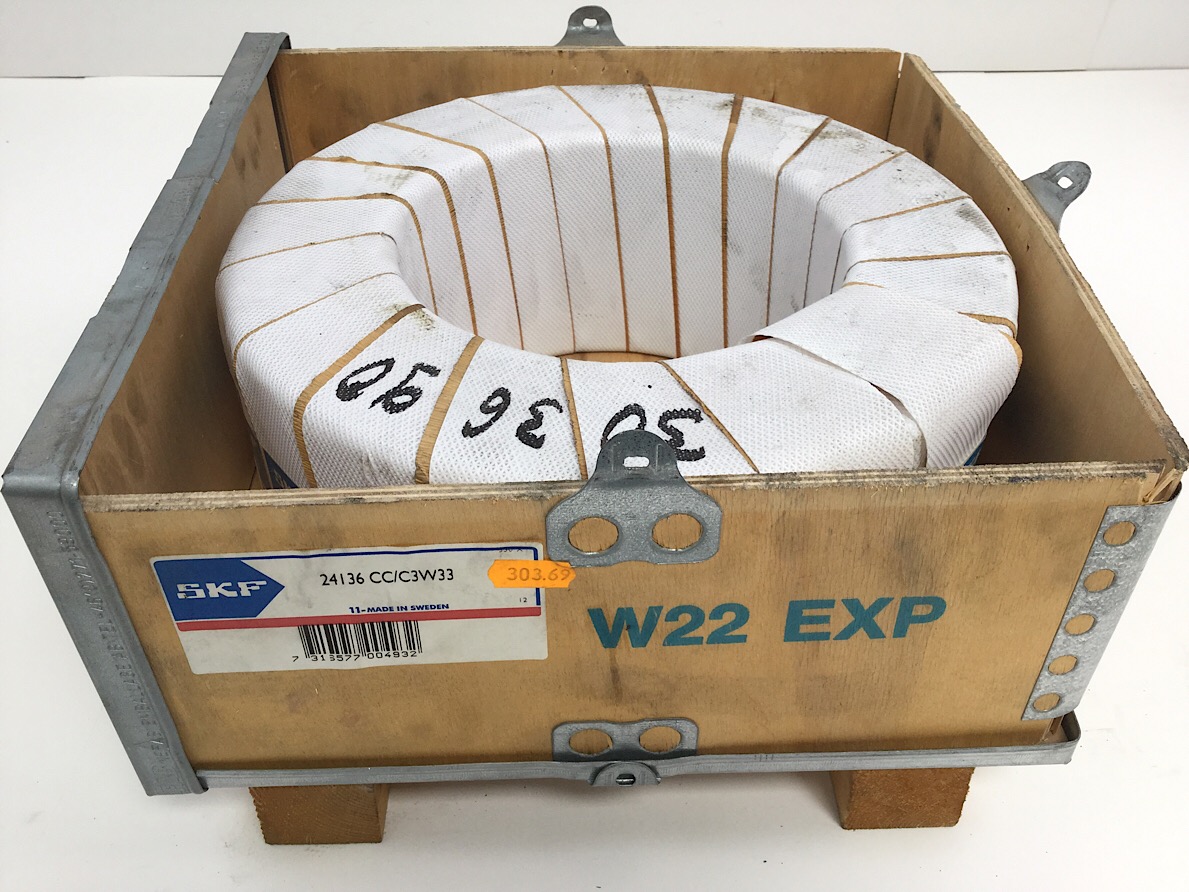 90 36 30
SKF
24136 CC/C3W33
303.69
12
11-MADE IN SWEDEN
7 316577 004932
W22 EXP